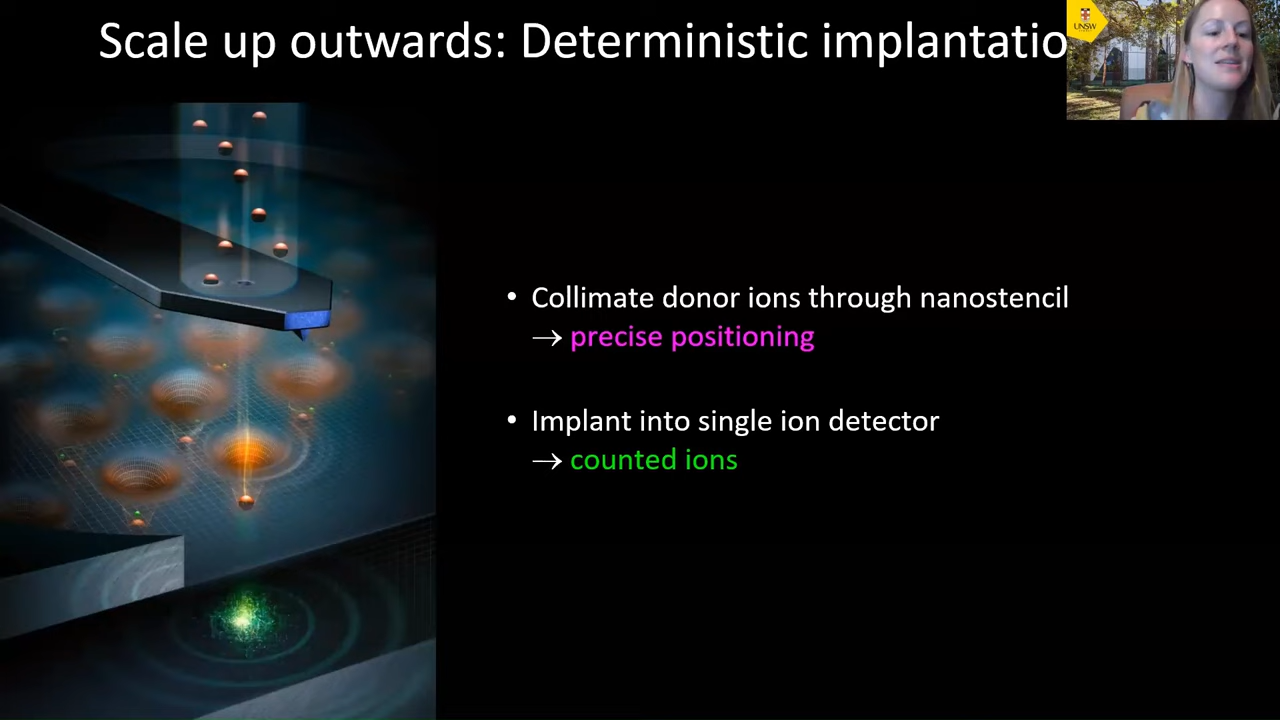 Scale up outwards: Deterministic implantatio
UNSW
• Collimate donor ions through nanostencil
→ precise positioning
• Implant into single ion detector
→ counted ions